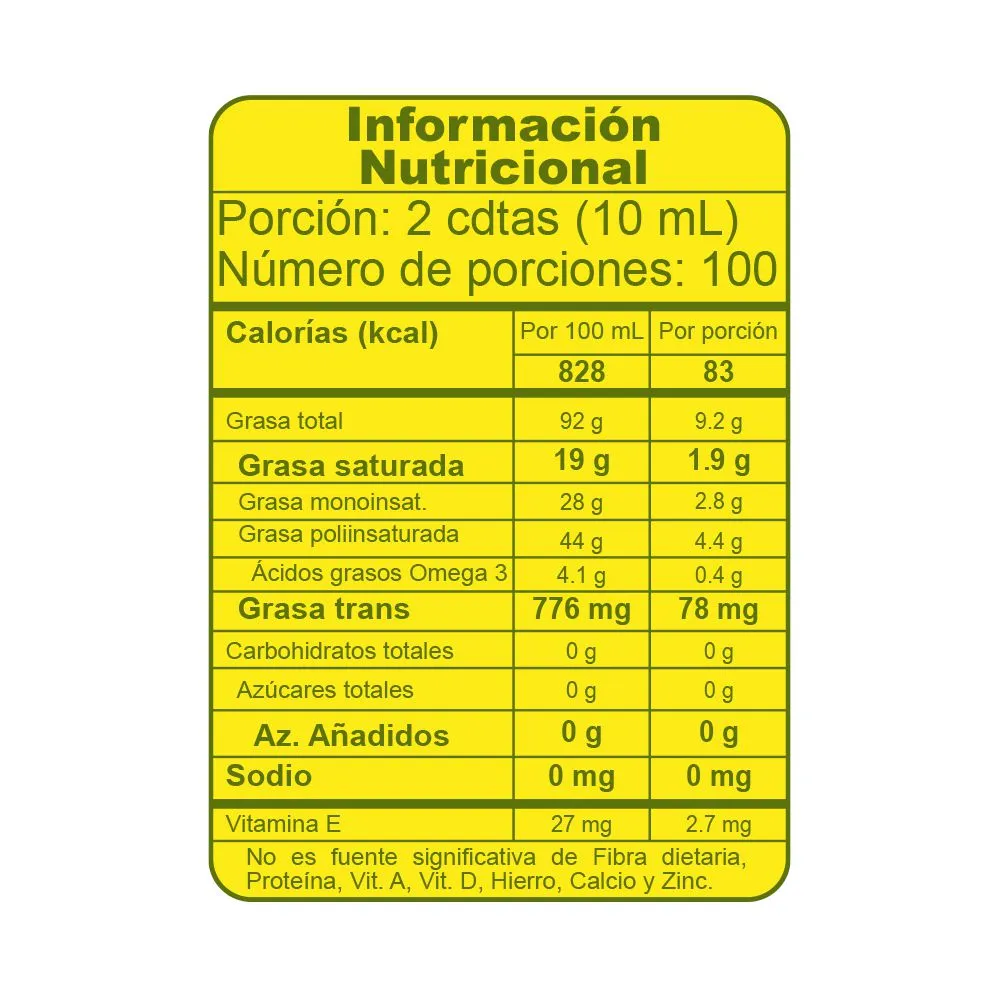 Información
Nutricional
Porción: 2 cdtas (10 mL)
Número de porciones: 100
Calorías (kcal) Por 100 mL Por porción
828 83
Grasa total 92 g 9.2 g
Grasa saturada 19 g 1.9 g
Grasa monoinsat. 28 g 2.8 g
Grasa poliinsaturada 44 g 4.4 g
Ácidos grasos Omega 3 4.1 g 0.4 g
Grasa trans 776 mg 78 mg
Carbohidratos totales 0 g 0 g
Azúcares totales 0 g 0 g
Az. Añadidos 0 g 0 g
Sodio 0 mg 0 mg
Vitamina E 27 mg 2.7 mg
No es fuente significativa de Fibra dietaria,
Proteína, Vit. A, Vit. D, Hierro, Calcio y Zinc.